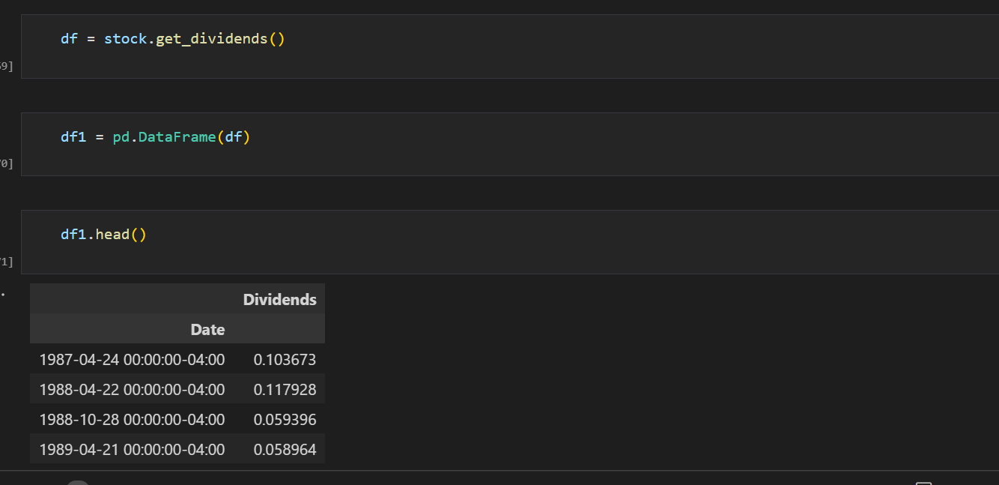 df = stock.get_dividends()
9]
df1 = pd.DataFrame(df)
0]
df1.head()
1]
Dividends
Date
1987-04-24 00:00:00-04:00 0.103673
1988-04-22 00:00:00-04:00 0.117928
1988-10-28 00:00:00-04:00 0.059396
1989-04-21 00:00:00-04:00 0.058964